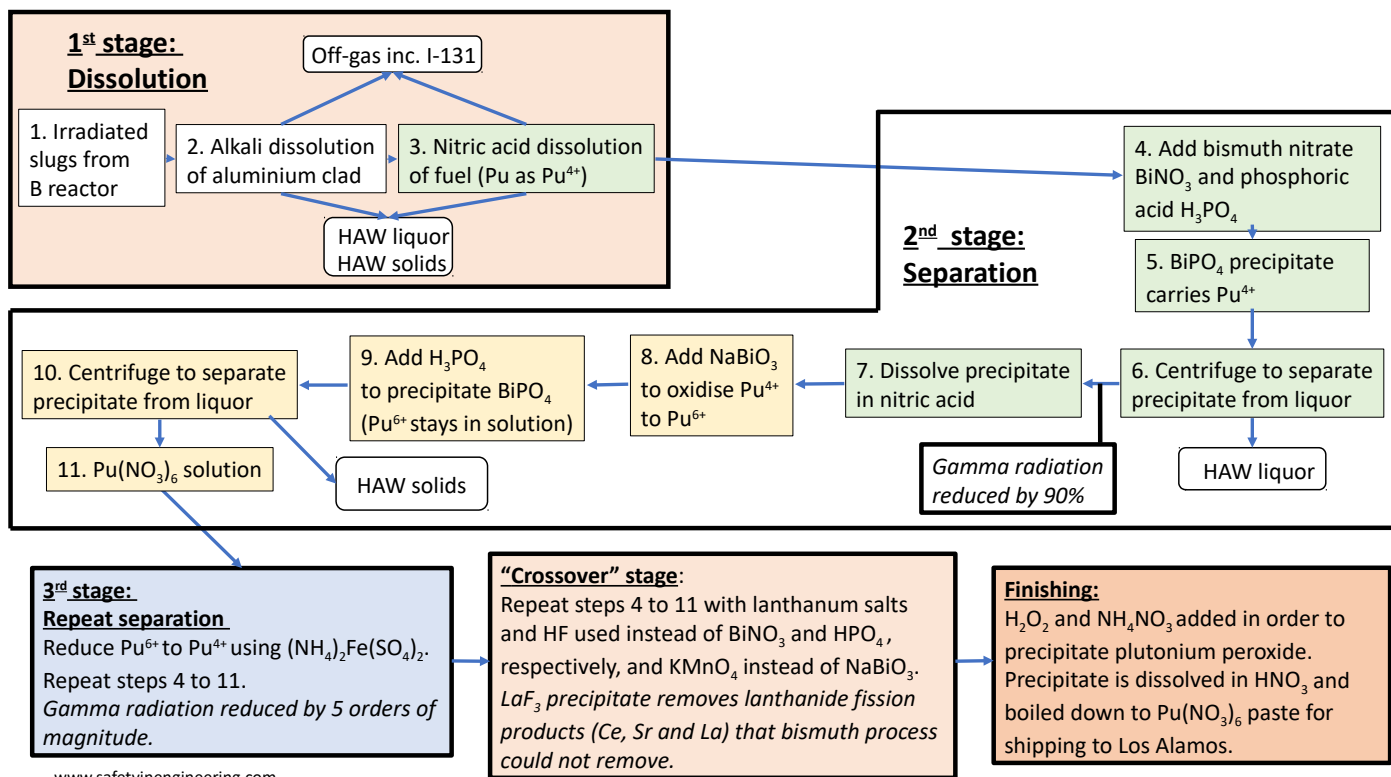 1st stage:
Dissolution
Off-gas inc. I-131
1. Irradiated
slugs from
B reactor
2. Alkali dissolution
of aluminium clad
3. Nitric acid dissolution
of fuel (Pu as Pu4+)
HAW liquor
HAW solids
2nd stage:
Separation
4. Add bismuth nitrate
BiNO3 and phosphoric
acid H3PO4
5. BiPO4 precipitate
carries Pu4+
6. Centrifuge to separate
precipitate from liquor
HAW liquor
Gamma radiation
reduced by 90%
7. Dissolve precipitate
in nitric acid
8. Add NaBiO3
to oxidise Pu4+
to Pu6+
9. Add H3PO4
to precipitate BiPO4
(Pu6+ stays in solution)
10. Centrifuge to separate
precipitate from liquor
HAW solids
11. Pu(NO3)6 solution
3rd stage:
Repeat separation
Reduce Pu6+ to Pu4+ using (NH4)2Fe(SO4)2.
Repeat steps 4 to 11.
Gamma radiation reduced by 5 orders of
magnitude.
"Crossover" stage:
Repeat steps 4 to 11 with lanthanum salts
and HF used instead of BiNO3 and HPO4,
respectively, and KMnO4 instead of NaBiO3.
LaF3 precipitate removes lanthanide fission
products (Ce, Sr and La) that bismuth process
could not remove.
Finishing:
H2O2 and NH4NO3 added in order to
precipitate plutonium peroxide.
Precipitate is dissolved in HNO3 and
boiled down to Pu(NO3)6 paste for
shipping to Los Alamos.
www.safetyinengineering.com